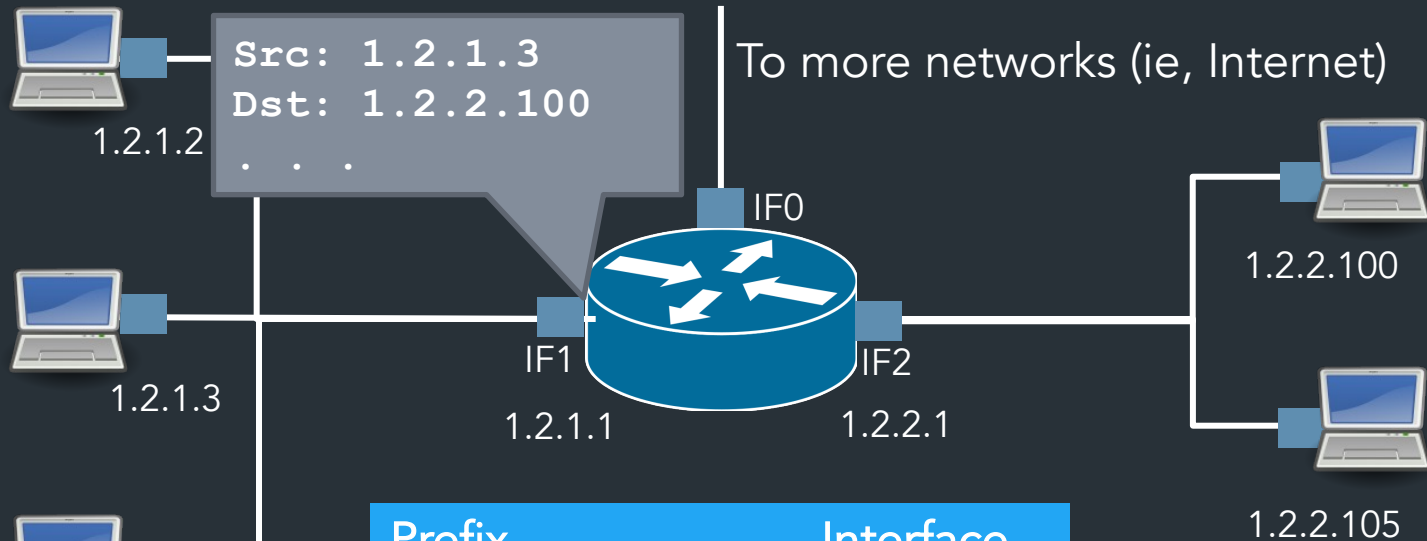 Src: 1.2.1.3
Dst: 1.2.2.100
. . .
To more networks (ie, Internet)
1.2.1.2
IF0
1.2.2.100
IF1
IF2
1.2.1.3
1.2.1.1
1.2.2.1
1.2.2.105
Prefix Interface